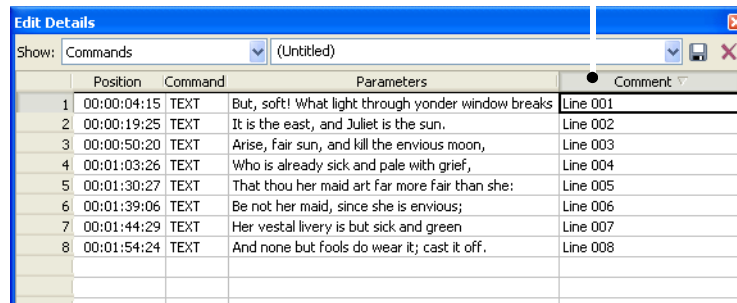 Edit Details
Show: Commands (Untitled)
Position Command Parameters Comment
1 00:00:04:15 TEXT But, soft! What light through yonder window breaks Line 001
2 00:00:19:25 TEXT It is the east, and Juliet is the sun. Line 002
3 00:00:50:20 TEXT Arise, fair sun, and kill the envious moon, Line 003
4 00:01:03:26 TEXT Who is already sick and pale with grief, Line 004
5 00:01:30:27 TEXT That thou her maid art far more fair than she: Line 005
6 00:01:39:06 TEXT Be not her maid, since she is envious; Line 006
7 00:01:44:29 TEXT Her vestal livery is but sick and green Line 007
8 00:01:54:24 TEXT And none but fools do wear it; cast it off. Line 008